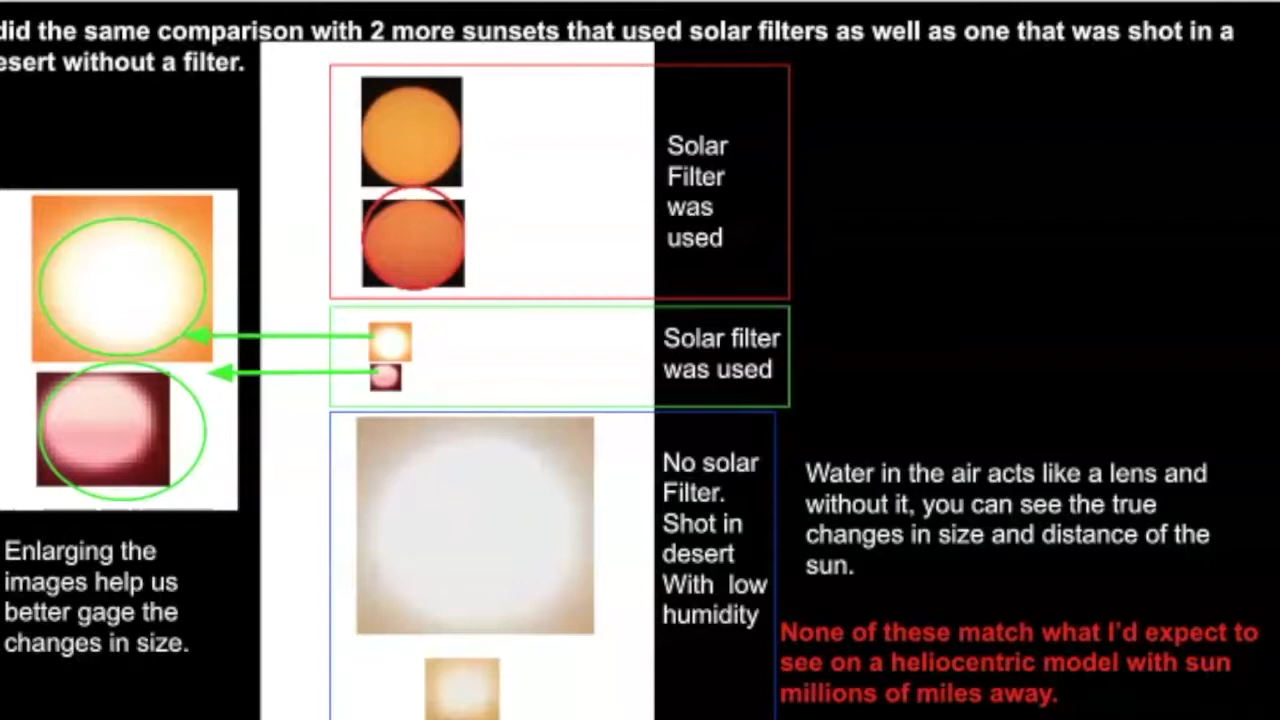 did the same comparison with 2 more sunsets that used solar filters as well as one that was shot in a
esert without a filter.
Solar
Filter
was
used
Solar filter
was used
No solar
Filter.
Shot in
desert
With low
humidity
Water in the air acts like a lens and
without it, you can see the true
changes in size and distance of the
sun.
Enlarging the
images help us
better gage the
changes in size.
None of these match what I'd expect to
see on a heliocentric model with sun
millions of miles away.